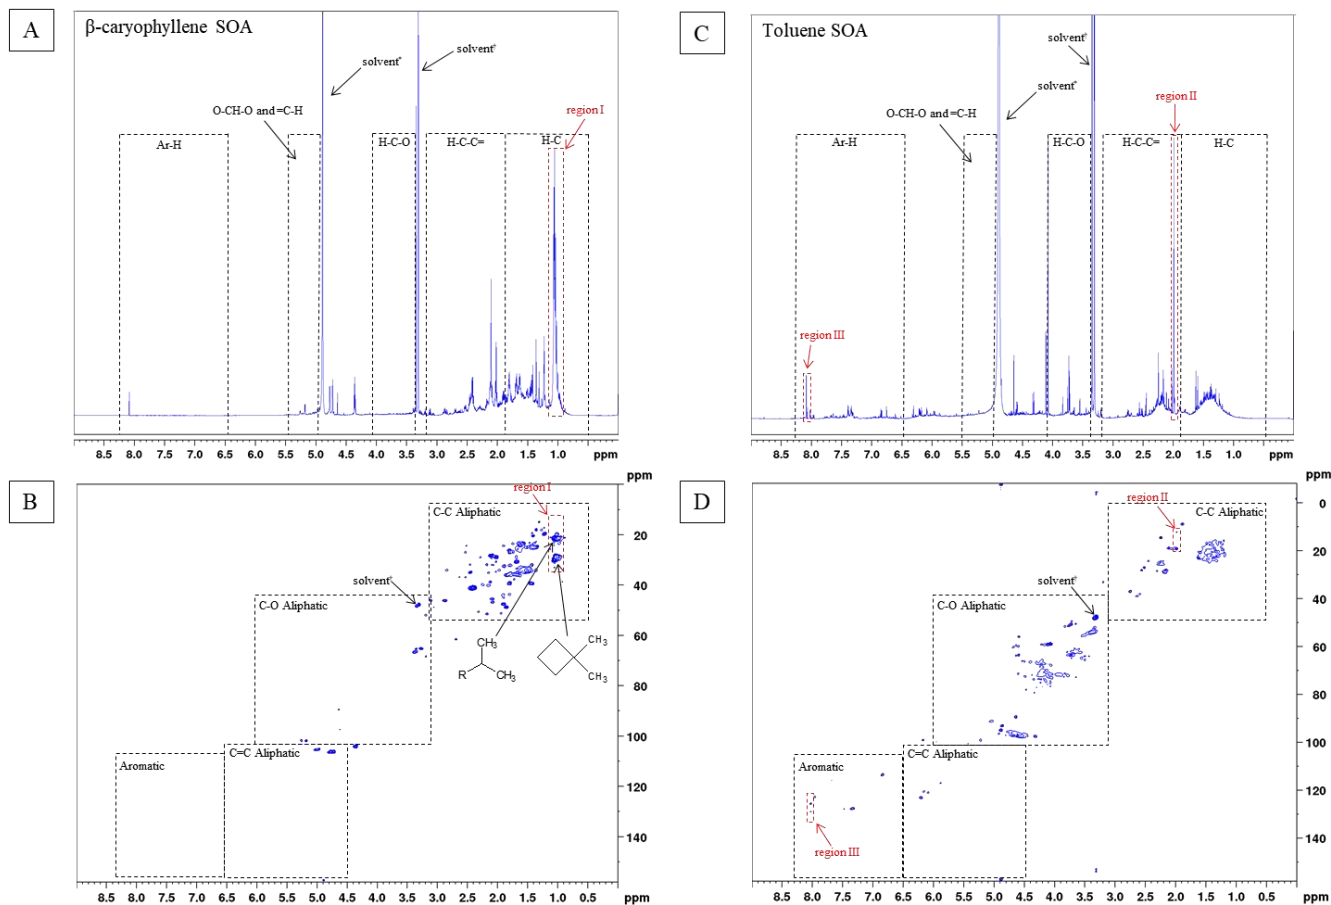 A
β-caryophyllene SOA
solvent*
solvent†
O-CH-O and =C-H
region I
Ar-H
H-C-O
H-C-C=
H-C
8.5 8.0 7.5 7.0 6.5 6.0 5.5 5.0 4.5 4.0 3.5 3.0 2.5 2.0 1.5 1.0 ppm
C
Toluene SOA
solvent†
solvent*
region II
O-CH-O and =C-H
Ar-H
H-C-O
H-C-C=
H-C
region III
8.5 8.0 7.5 7.0 6.5 6.0 5.5 5.0 4.5 4.0 3.5 3.0 2.5 2.0 1.5 1.0 ppm
B
ppm
region I
C-C Aliphatic
20
40
solvent†
C-O Aliphatic
60
CH3
R
CH3
CH3
CH3
80
100
C=C Aliphatic
Aromatic
120
140
8.5 8.0 7.5 7.0 6.5 6.0 5.5 5.0 4.5 4.0 3.5 3.0 2.5 2.0 1.5 1.0 ppm
D
ppm
region II
0
C-C Aliphatic
20
solvent†
40
C-O Aliphatic
60
80
100
C=C Aliphatic
Aromatic
120
region III
140
8.5 8.0 7.5 7.0 6.5 6.0 5.5 5.0 4.5 4.0 3.5 3.0 2.5 2.0 1.5 1.0 ppm